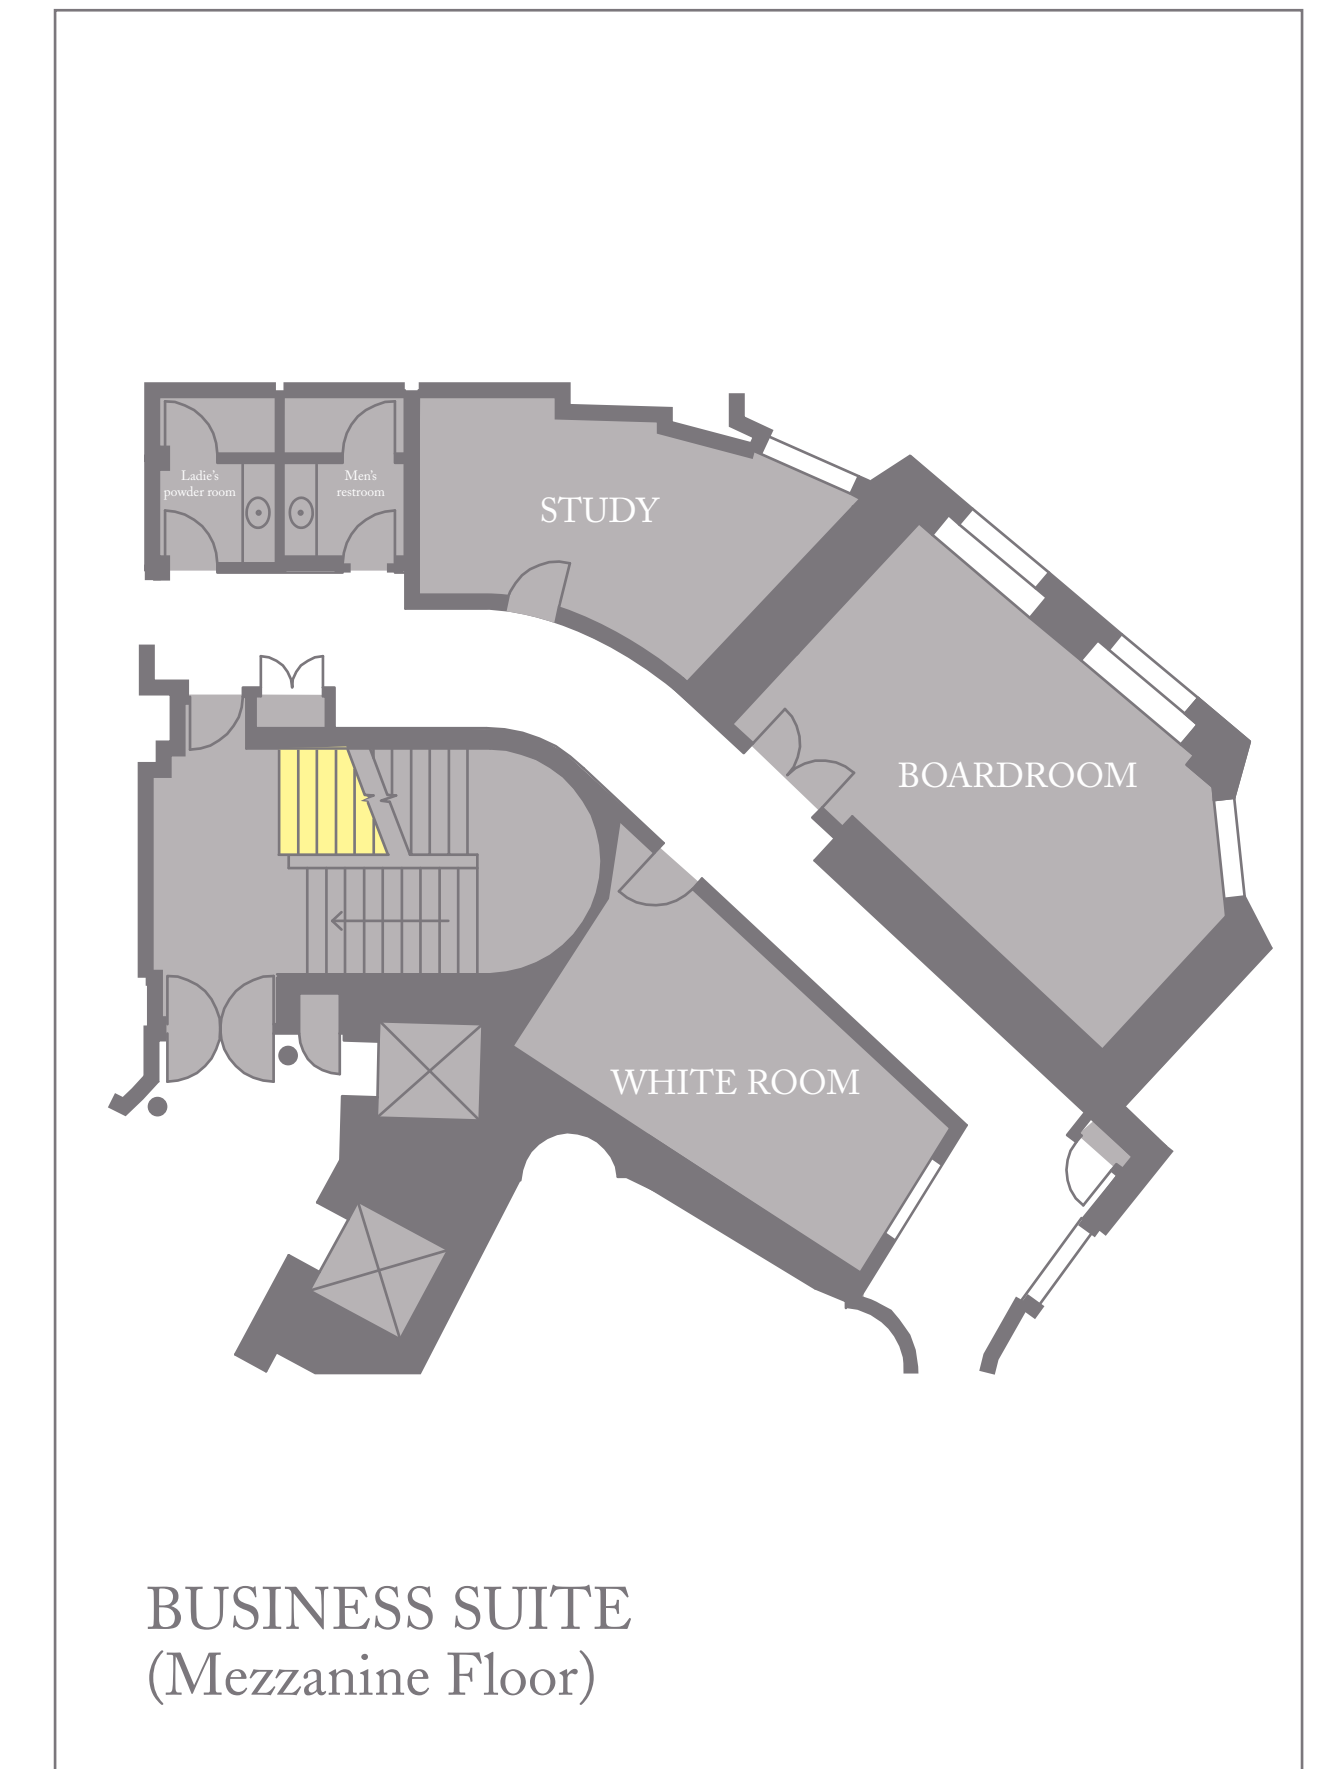 Ladie's
powder room
Men's
restroom
STUDY
BOARDROOM
WHITE ROOM
BUSINESS SUITE
(Mezzanine Floor)